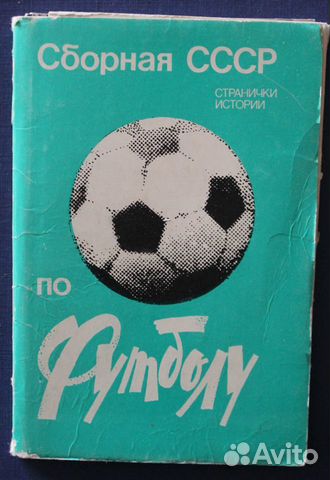 Сборная СССР
СТРАНИЧКИ
ИСТОРИИ
ПО
Футболу
Avito